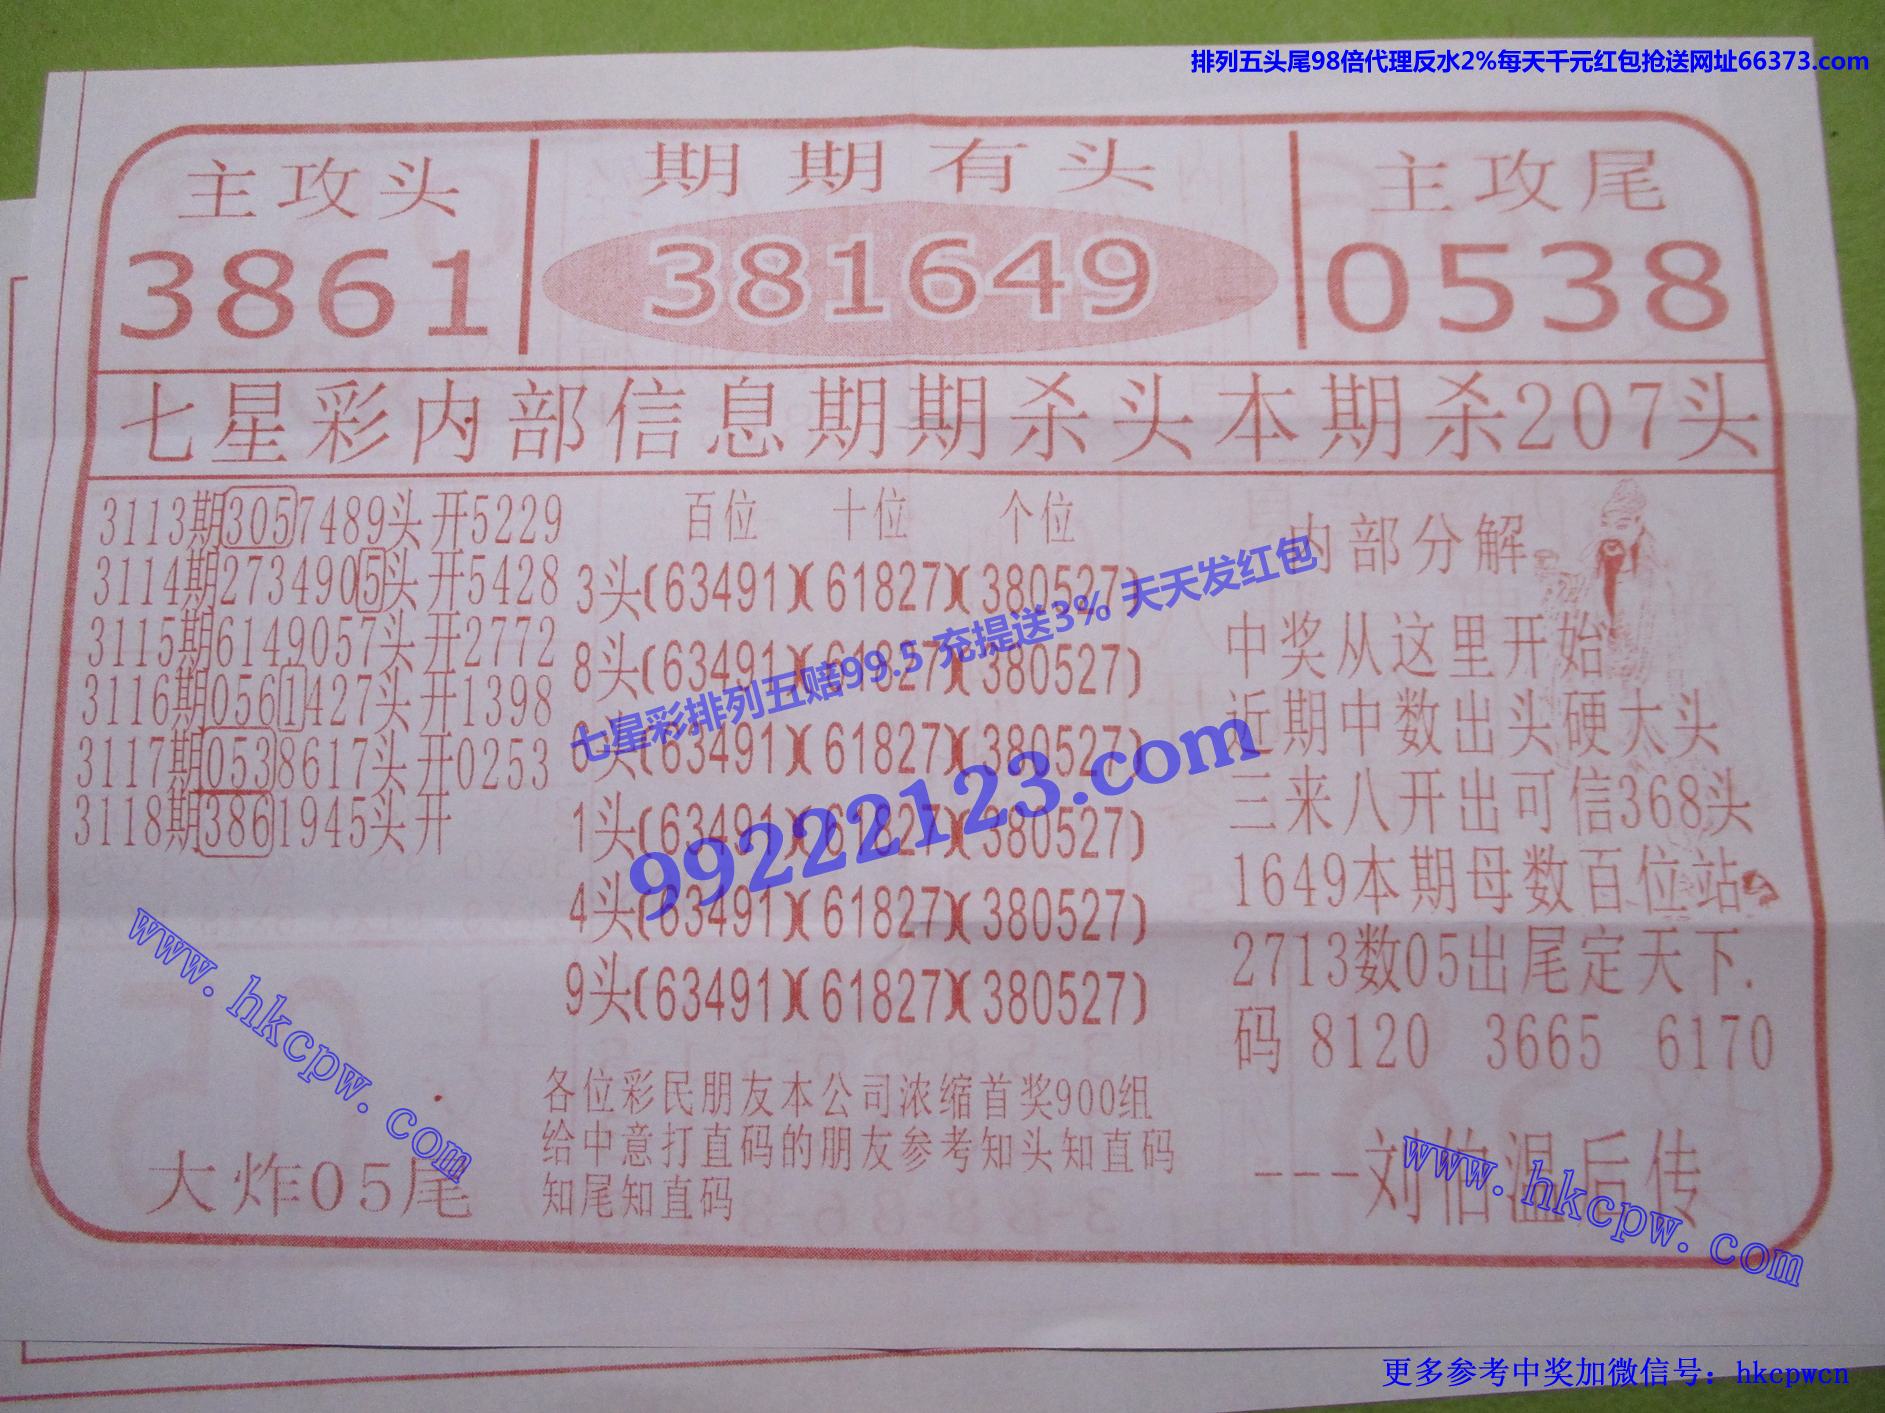 排列五头尾98倍代理反水2%每天千元红包抢送网址66373.com
主攻头
3861
期期有头
381649
主攻尾
0538
七星彩内部信息期期杀头本期杀207头
3113期3057489头开5229
3114期2734905头开5428
3115期6149057头开2772
3116期0561427头开1398
3117期0538617头开0253
3118期3861945头开
大炸05尾
百位 十位 个位
3头(63491)(61827)(380527)
8头(63491)(61827)(380527)
6头(63491)(61827)(380527)
1头(63491)(61827)(380527)
4头(63491)(61827)(380527)
9头(63491)(61827)(380527)
各位彩民朋友本公司浓缩首奖900组
给中意打直码的朋友参考知头知直码
知尾知直码
内部分解
中奖从这里开始
近期中数出头硬大头
三来八开出可信368头
1649本期母数百位站
2713数05出尾定天下.
码 8120 3665 6170
---刘伯温后传
七星彩排列五赔99.5 充提送3% 天天发红包
99222123.com
www.hkcpw.com
www.hkcpw.com
更多参考中奖加微信号：hkcpwcn